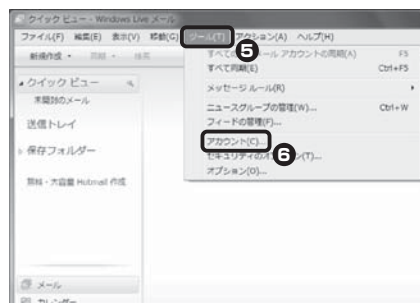 クイック ビュー - Windows Live メール
ファイル(F) 編集(E) 表示(V) 移動(G) ツール(T) アクション(A) ヘルプ(H)
5
新規作成
すべて同期(E) Ctrl+F5
メッセージ ルール(R)
ニュースグループの管理(W)... Ctrl+W
フィードの管理(F)...
アカウント(C)...
6
オプション(O)...
クイック ビュー
未開封のメール
送信トレイ
保存フォルダー
無料・大容量 Hotmail 作成
メール
カレンダー